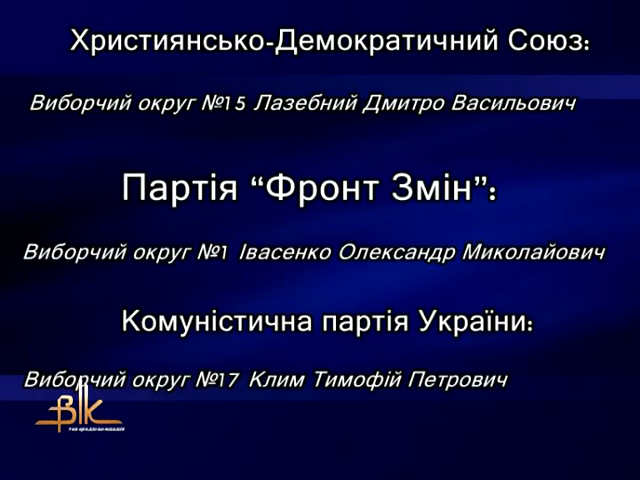 Християнсько-Демократичний Союз:
Виборчий округ №15 Лазебний Дмитро Васильович
Партія “Фронт Змін”:
Виборчий округ №1 Івасенко Олександр Миколайович
Комуністична партія України:
Виборчий округ №17 Клим Тимофій Петрович
ВІК